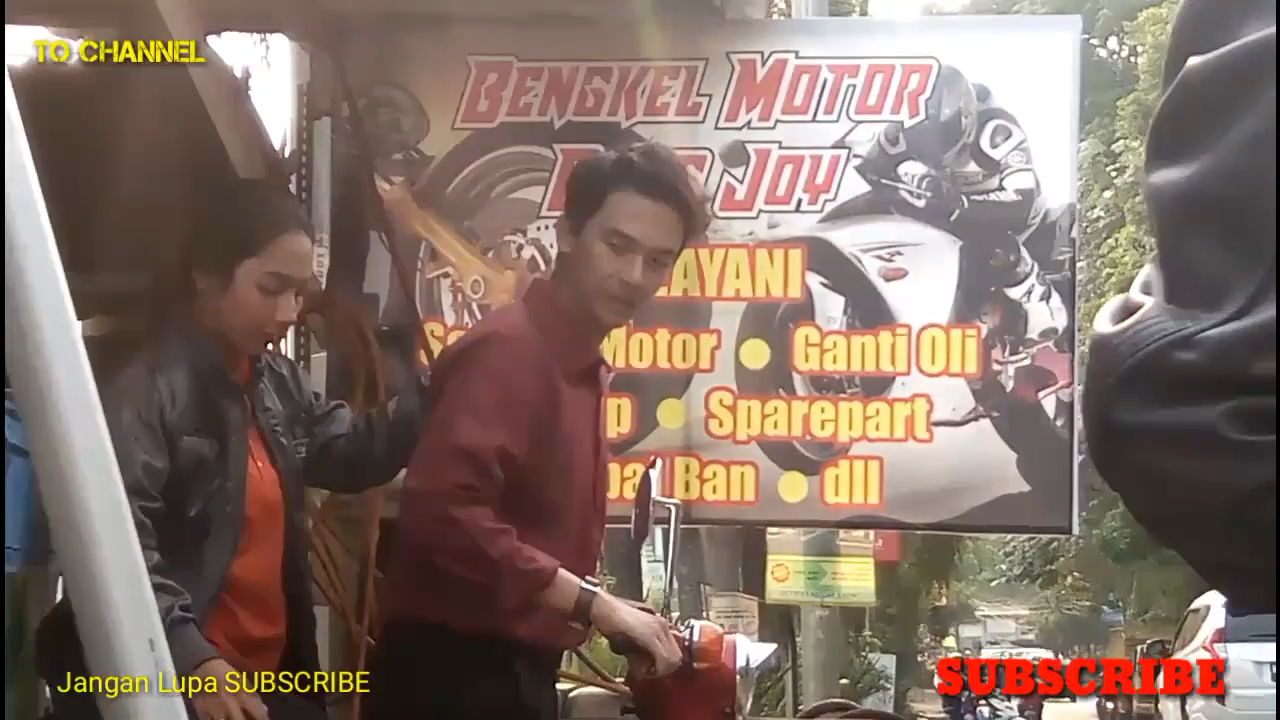 TO CHANNEL
BENGKEL MOTOR
JOY
LAYANI
Motor • Ganti Oli
Sparepart
Ban • dll
Jangan Lupa SUBSCRIBE
SUBSCRIBE